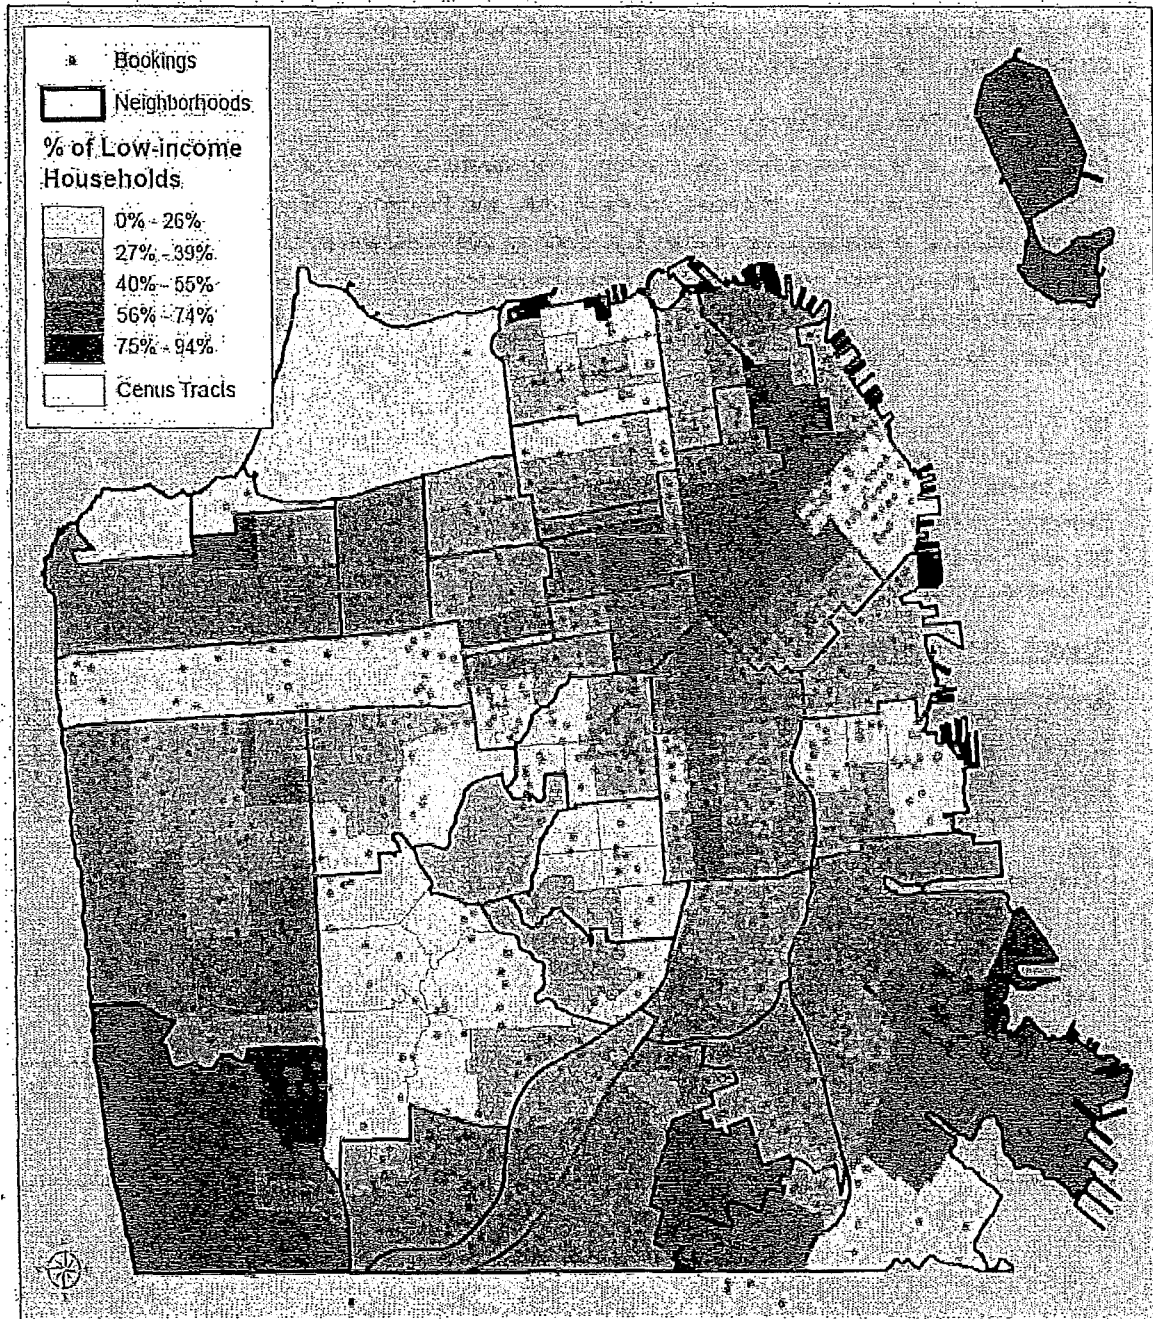 Bookings
Neighborhoods
% of Low-income
Households
0% - 26%
27% - 39%
40% - 55%
56% - 74%
75% - 94%
Cenus Tracts